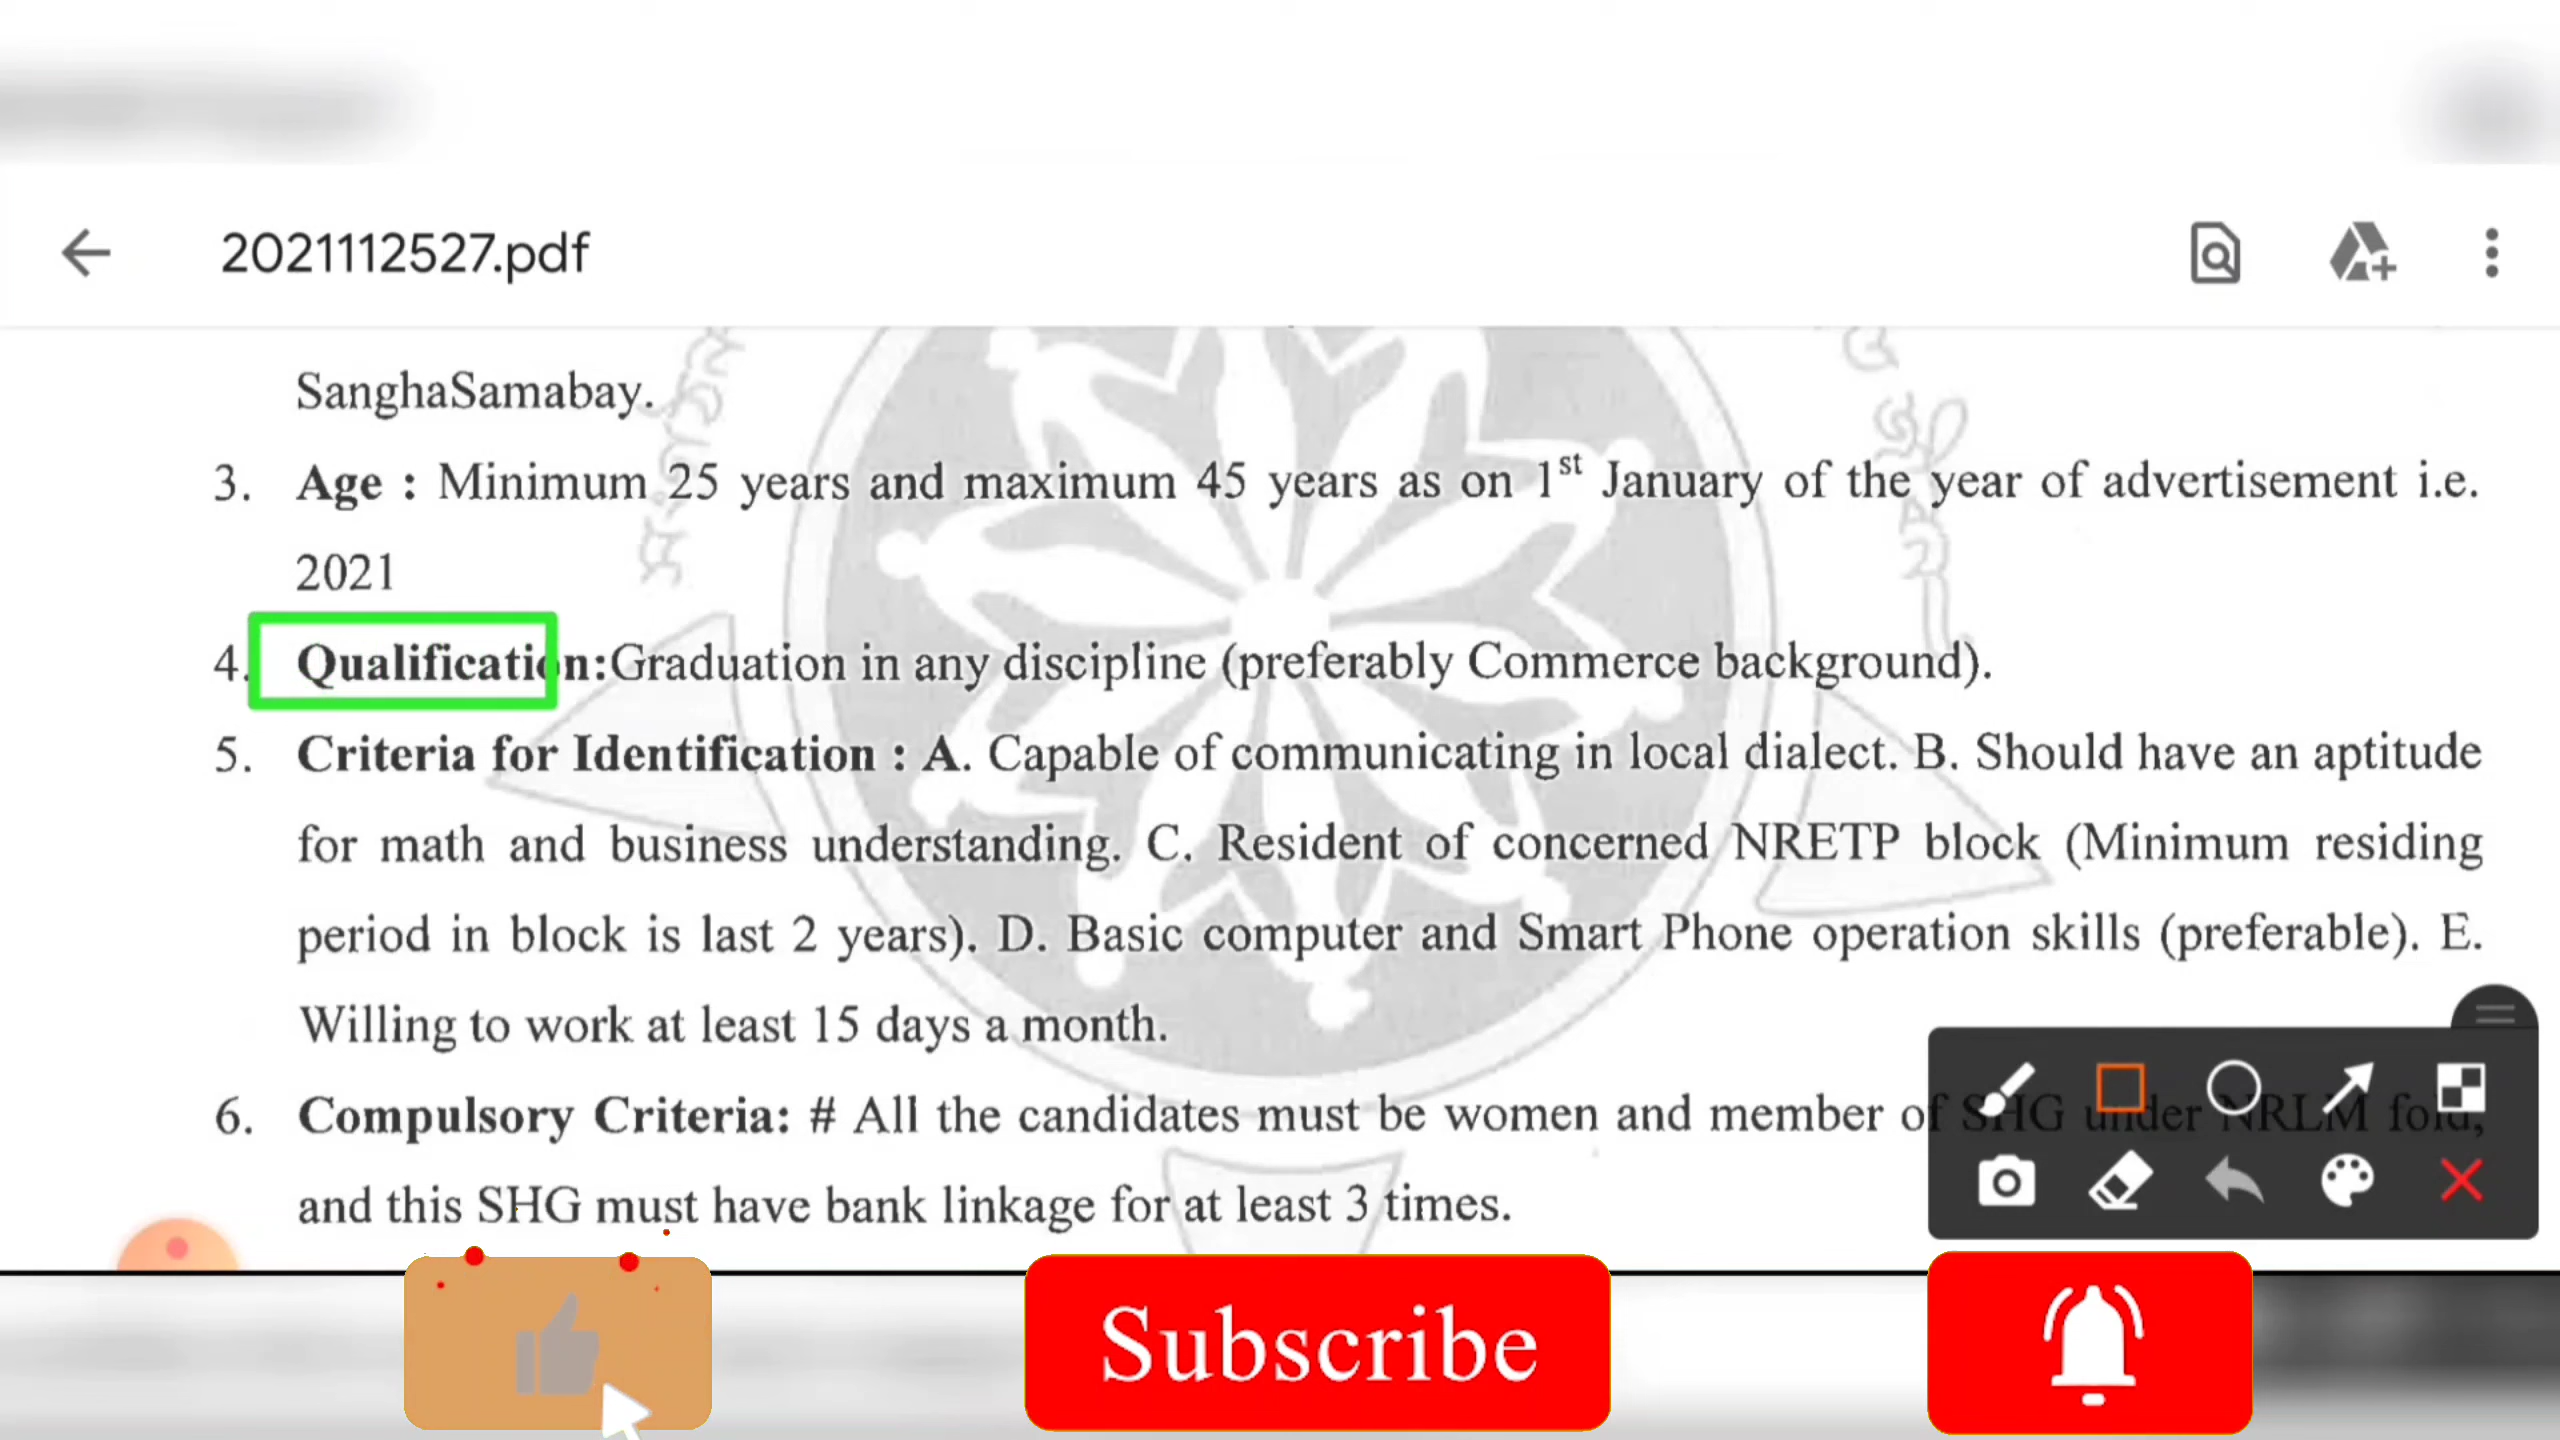 2021112527.pdf
SanghaSamabay.
3. Age : Minimum 25 years and maximum 45 years as on 1st January of the year of advertisement i.e.
2021
4. Qualification:Graduation in any discipline (preferably Commerce background).
5. Criteria for Identification : A. Capable of communicating in local dialect. B. Should have an aptitude
for math and business understanding. C. Resident of concerned NRETP block (Minimum residing
period in block is last 2 years). D. Basic computer and Smart Phone operation skills (preferable). E.
Willing to work at least 15 days a month.
6. Compulsory Criteria: # All the candidates must be women and member of SHG under NRLM fold,
and this SHG must have bank linkage for at least 3 times.
Subscribe